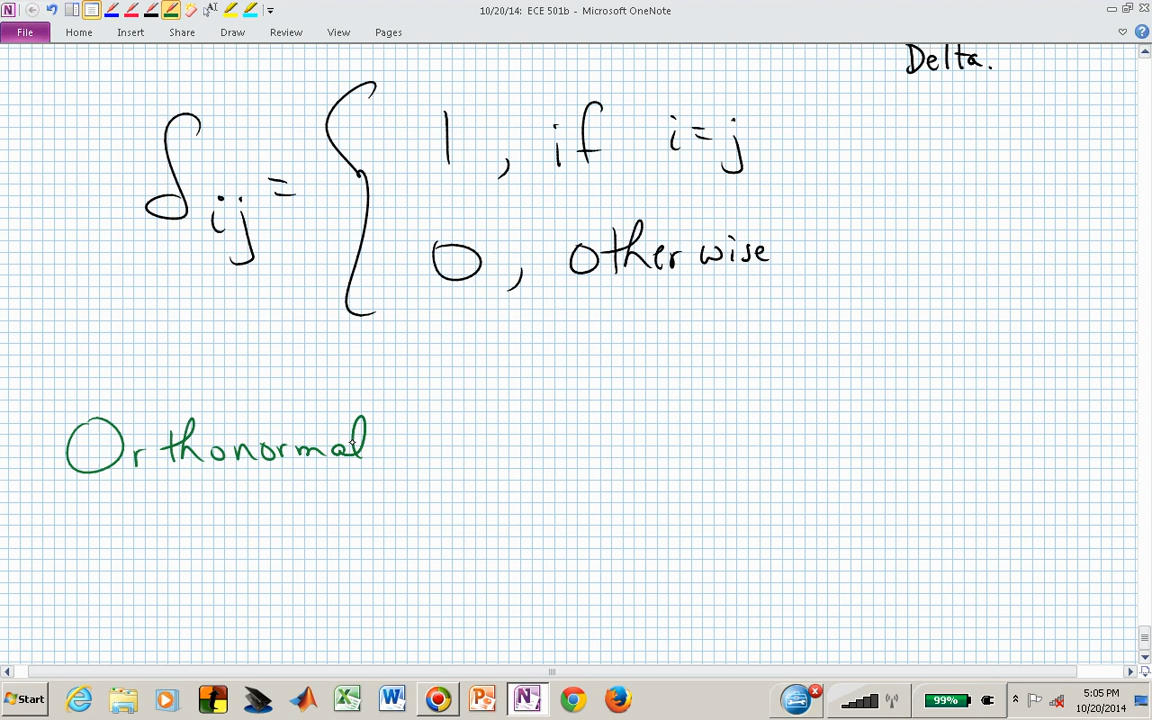 10/20/14: ECE 501b - Microsoft OneNote
File Home Insert Share Draw Review View Pages
Delta.
δij = { 1, if i=j
0, otherwise
Orthonormal
Start 99% 5:05 PM
10/20/2014